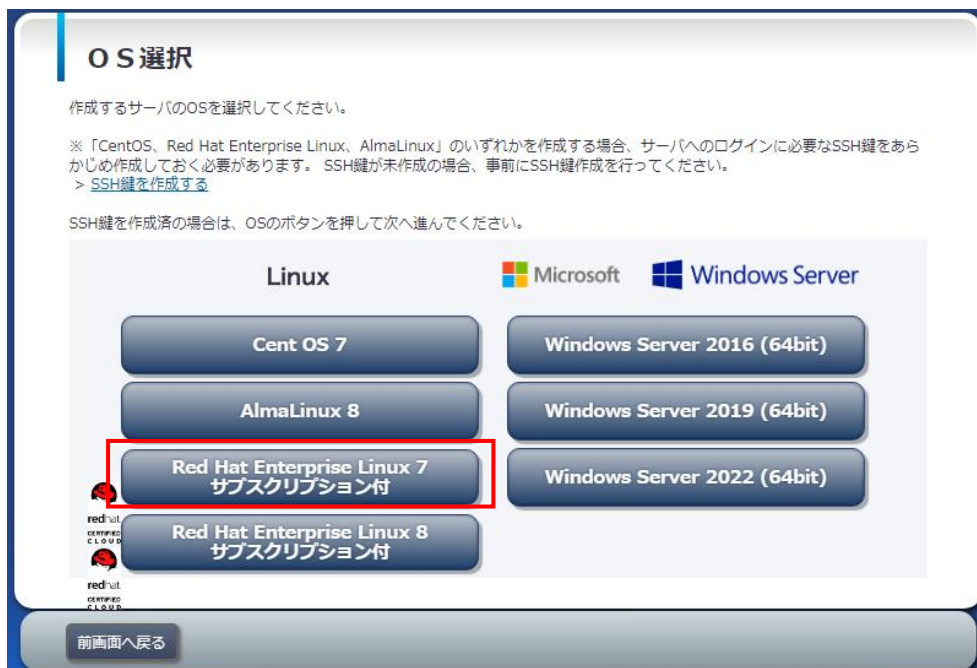 ＯＳ選択
作成するサーバのOSを選択してください。
※「CentOS、Red Hat Enterprise Linux、AlmaLinux」のいずれかを作成する場合、サーバへのログインに必要なSSH鍵をあら
かじめ作成しておく必要があります。 SSH鍵が未作成の場合、事前にSSH鍵作成を行ってください。
> SSH鍵を作成する
SSH鍵を作成済の場合は、OSのボタンを押して次へ進んでください。
Linux
Microsoft
Windows Server
Cent OS 7
Windows Server 2016 (64bit)
AlmaLinux 8
Windows Server 2019 (64bit)
Red Hat Enterprise Linux 7
サブスクリプション付
Windows Server 2022 (64bit)
redhat
CERTIFIED
CLOUD
Red Hat Enterprise Linux 8
サブスクリプション付
redhat
CERTIFIED
CLOUD
前画面へ戻る